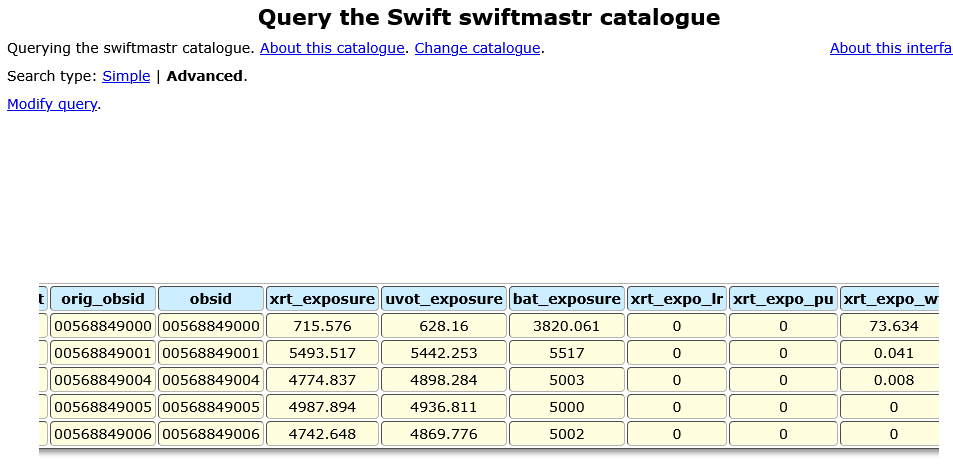 Query the Swift swiftmastr catalogue
Querying the swiftmastr catalogue. About this catalogue. Change catalogue. About this interfa
Search type: Simple | Advanced.
Modify query.
t orig_obsid obsid xrt_exposure uvot_exposure bat_exposure xrt_expo_lr xrt_expo_pu xrt_expo_w
00568849000 00568849000 715.576 628.16 3820.061 0 0 73.634
00568849001 00568849001 5493.517 5442.253 5517 0 0 0.041
00568849004 00568849004 4774.837 4898.284 5003 0 0 0.008
00568849005 00568849005 4987.894 4936.811 5000 0 0 0
00568849006 00568849006 4742.648 4869.776 5002 0 0 0